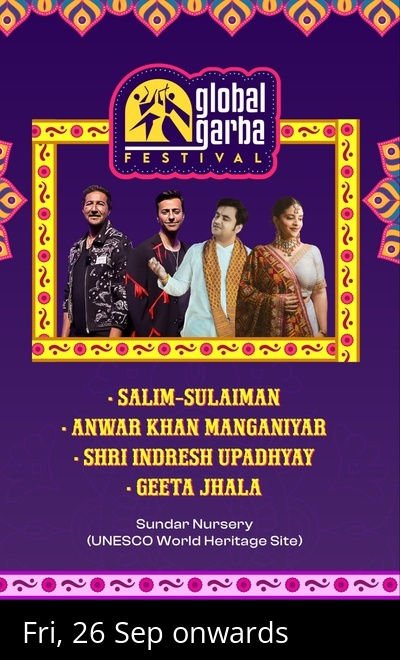 global
garba
FESTIVAL
• SALIM-SULAIMAN
• ANWAR KHAN MANGANIYAR
• SHRI INDRESH UPADHYAY
• GEETA JHALA
Sundar Nursery
(UNESCO World Heritage Site)
Fri, 26 Sep onwards